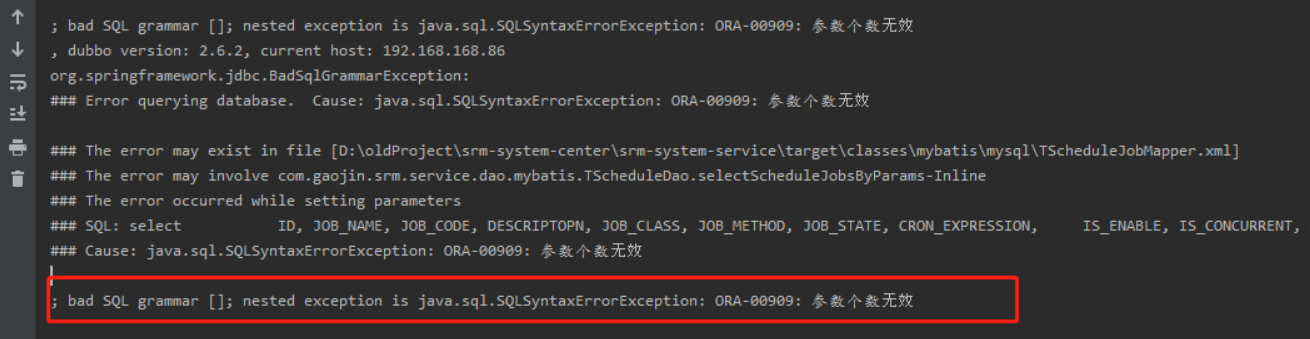 ; bad SQL grammar []; nested exception is java.sql.SQLSyntaxErrorException: ORA-00909: 参数个数无效
, dubbo version: 2.6.2, current host: 192.168.168.86
org.springframework.jdbc.BadSqlGrammarException:
### Error querying database.  Cause: java.sql.SQLSyntaxErrorException: ORA-00909: 参数个数无效
### The error may exist in file [D:\oldProject\srm-system-center\srm-system-service\target\classes\mybatis\mysql\TScheduleJobMapper.xml]
### The error may involve com.gaojin.srm.service.dao.mybatis.TScheduleDao.selectScheduleJobsByParams-Inline
### The error occurred while setting parameters
### SQL: select         ID, JOB_NAME, JOB_CODE, DESCRIPTOPN, JOB_CLASS, JOB_METHOD, JOB_STATE, CRON_EXPRESSION,     IS_ENABLE, IS_CONCURRENT,
### Cause: java.sql.SQLSyntaxErrorException: ORA-00909: 参数个数无效
; bad SQL grammar []; nested exception is java.sql.SQLSyntaxErrorException: ORA-00909: 参数个数无效